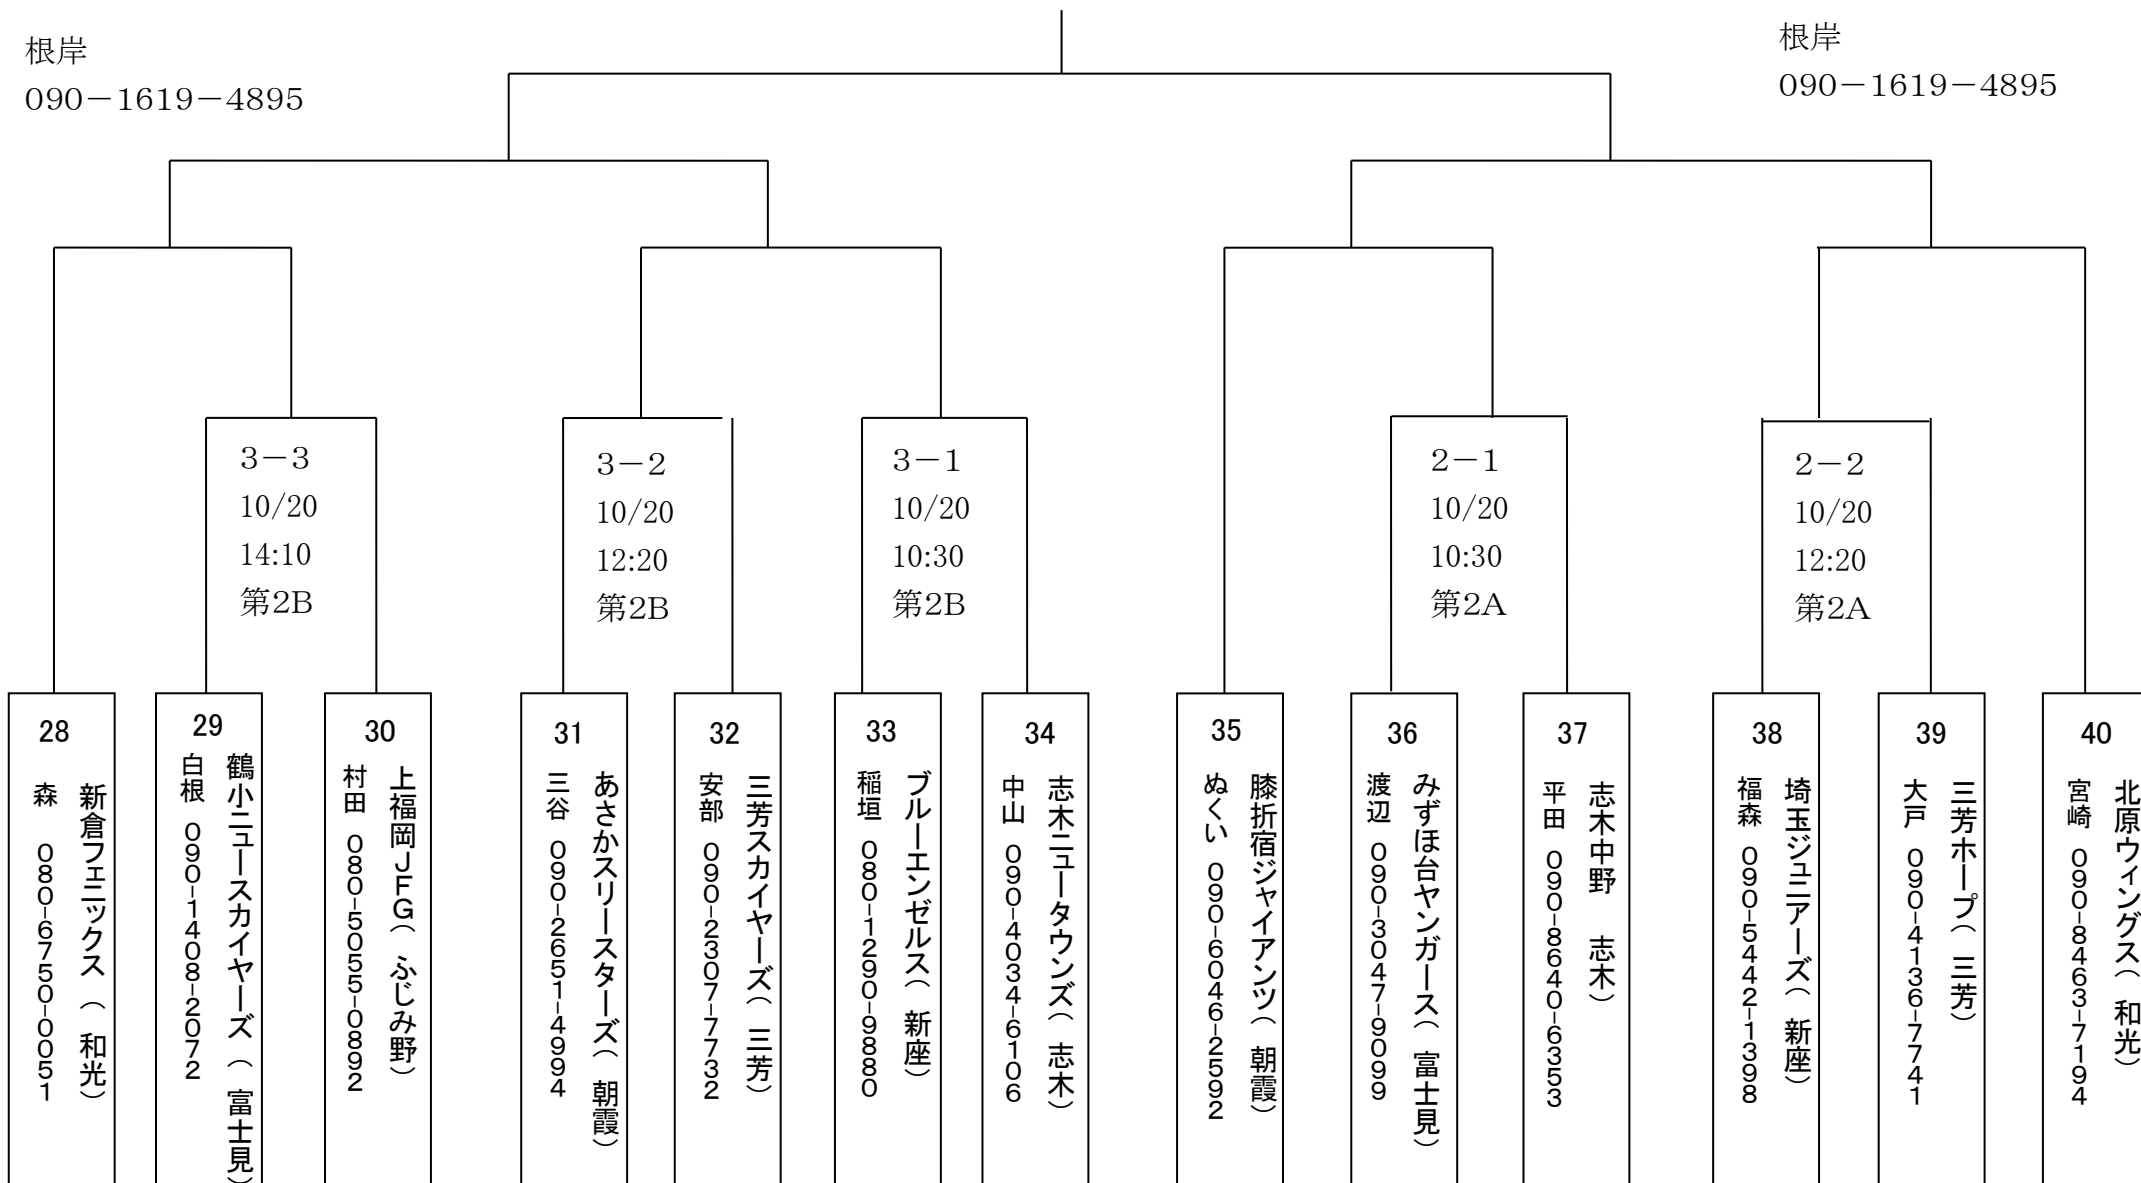 根岸
090－1619－4895
根岸
090－1619－4895
3－3
10/20
14:10
第2B
3－2
10/20
12:20
第2B
3－1
10/20
10:30
第2B
2－1
10/20
10:30
第2A
2－2
10/20
12:20
第2A
28
新倉フェニックス（和光）
森 080-6750-0051
29
鶴小ニュースカイヤーズ（富士見）
白根 090-1408-2072
30
上福岡JFG（ふじみ野）
村田 080-5055-0892
31
あさかスリースターズ（朝霞）
三谷 090-2651-4994
32
三芳スカイヤーズ（三芳）
安部 090-2307-7732
33
ブルーエンゼルス（新座）
稲垣 080-1290-9880
34
志木ニュータウンズ（志木）
中山 090-4034-6106
35
膝折宿ジャイアンツ（朝霞）
ぬくい 090-6046-2592
36
みずほ台ヤンガース（富士見）
渡辺 090-3047-9099
37
志木中野 志木）
平田 090-8640-6353
38
埼玉ジュニアーズ（新座）
福森 090-5442-1398
39
三芳ホープ（三芳）
大戸 090-4136-7741
40
北原ウィングス（和光）
宮崎 090-8463-7194